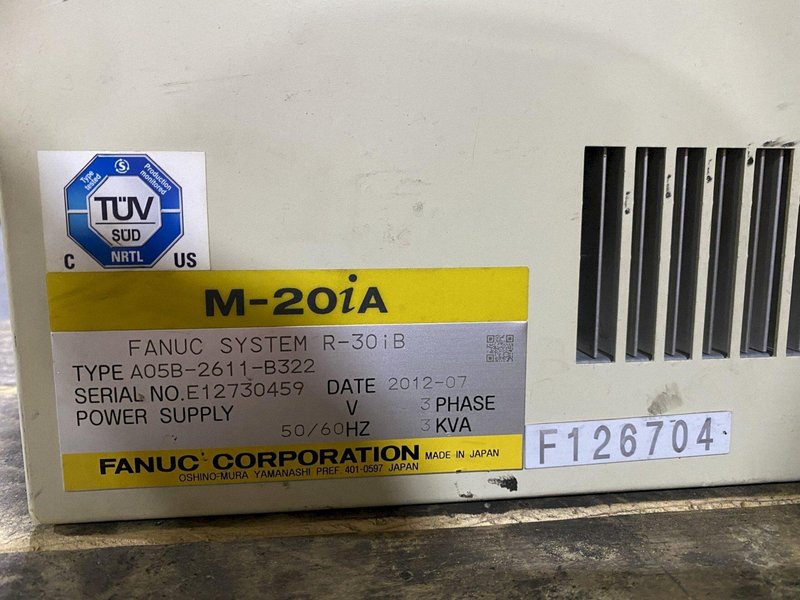 Type tested
S
Production monitored
TÜV
SÜD
NRTL
C US
M-20iA
FANUC SYSTEM R-30iB
TYPE A05B-2611-B322
SERIAL NO. E12730459 DATE 2012-07
POWER SUPPLY V 3 PHASE
50/60HZ 3 KVA
FANUC CORPORATION MADE IN JAPAN
OSHINO-MURA YAMANASHI PREF. 401-0597 JAPAN
F126704